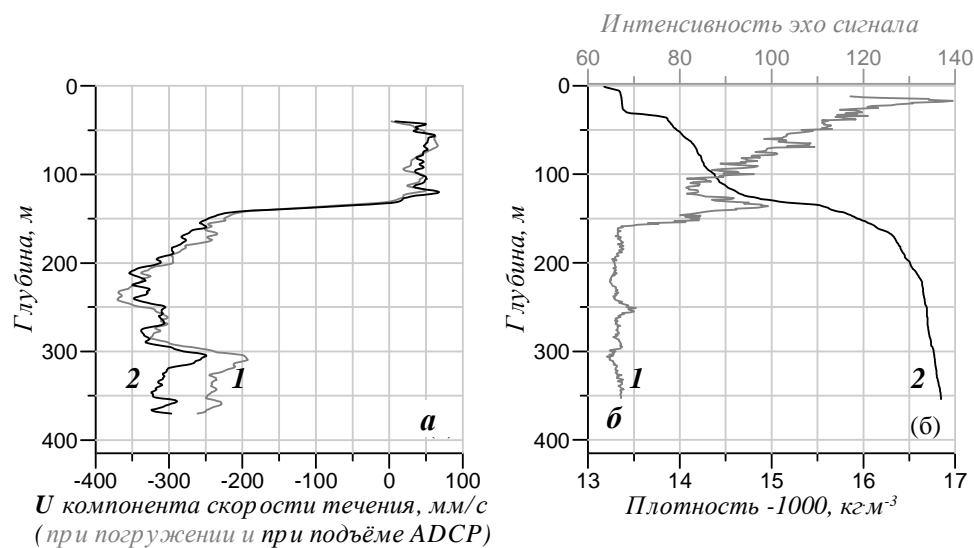 Интенсивность эхо сигнала
60 80 100 120 140
0
100
200
300
400
Глубина, м
2 1
а
-400 -300 -200 -100 0 100
U компонента скорости течения, мм/с
(при погружении и при подъёме ADCP)
0
100
200
300
400
Глубина, м
1 2
б (б)
13 14 15 16 17
Плотность -1000, кг·м-3